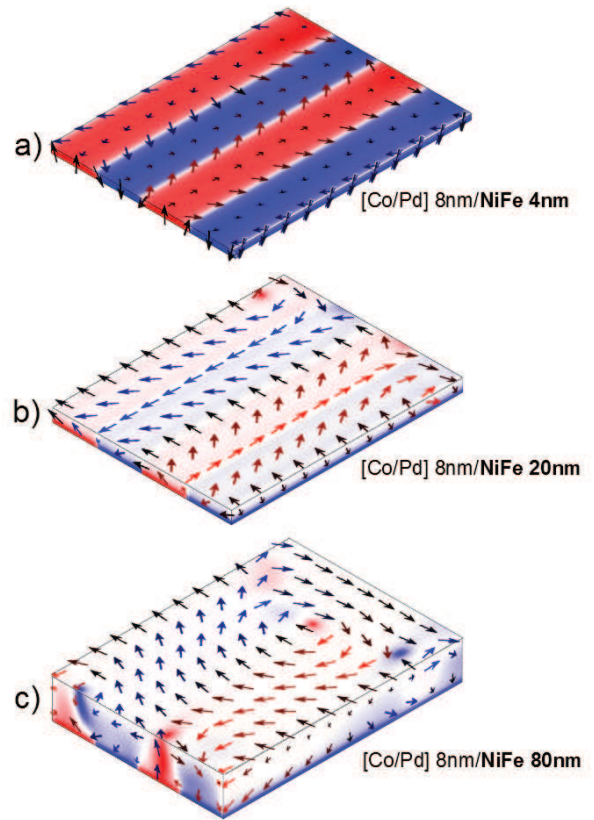 a)
[Co/Pd] 8nm/NiFe 4nm
b)
[Co/Pd] 8nm/NiFe 20nm
c)
[Co/Pd] 8nm/NiFe 80nm